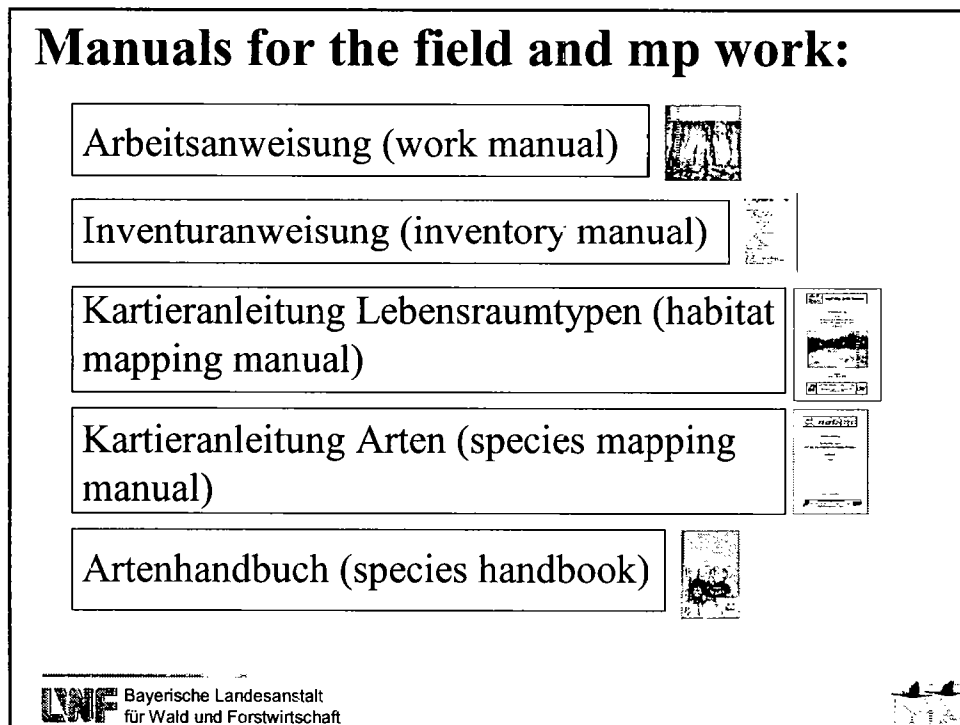 Manuals for the field and mp work:
Arbeitsanweisung (work manual)
Inventuranweisung (inventory manual)
Kartieranleitung Lebensraumtypen (habitat
mapping manual)
Kartieranleitung Arten (species mapping
manual)
Artenhandbuch (species handbook)
LWF Bayerische Landesanstalt
für Wald und Forstwirtschaft